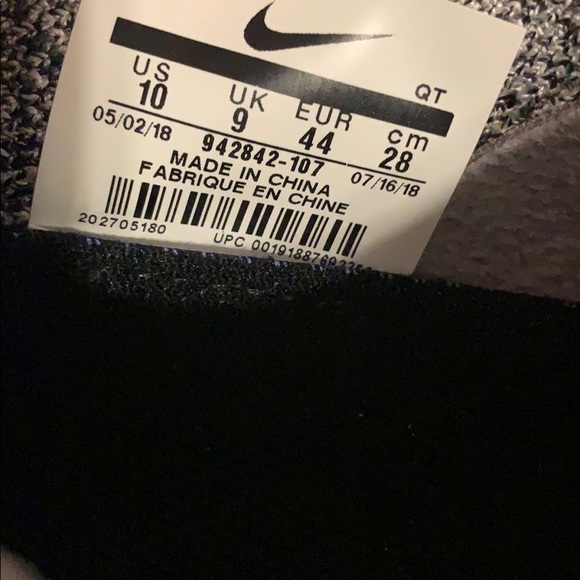 QT
US UK EUR cm
10 9 44 28
05/02/18 942842-107 07/16/18
MADE IN CHINA
FABRIQUE EN CHINE
202705180